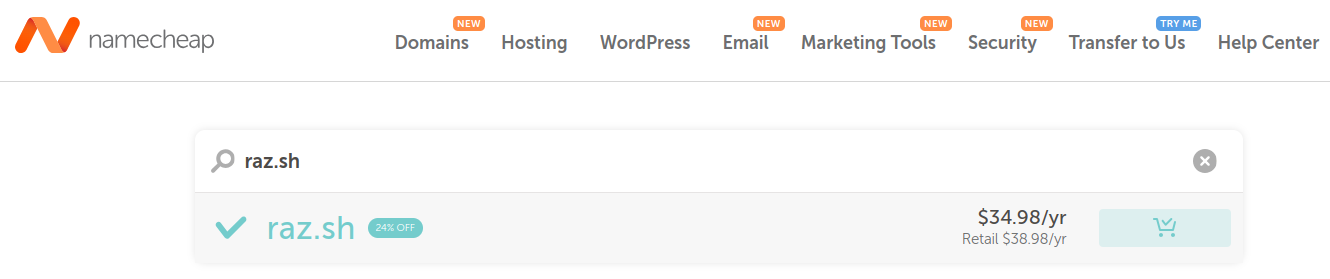 namecheap
NEW NEW NEW NEW TRY ME
Domains Hosting WordPress Email Marketing Tools Security Transfer to Us Help Center
raz.sh
raz.sh 24% OFF $34.98/yr
Retail $38.98/yr